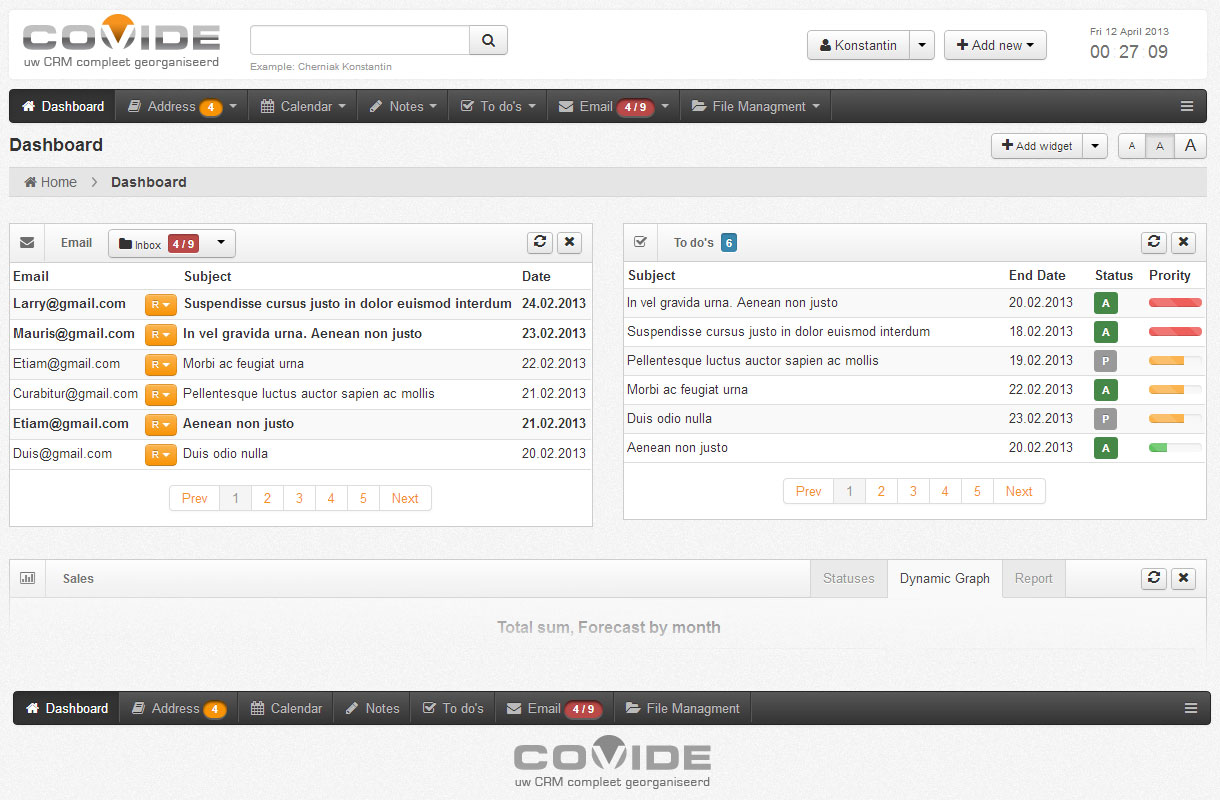 COVIDE
uw CRM compleet georganiseerd
Example: Cherniak Konstantin
Konstantin
Add new
Fri 12 April 2013
00 : 27 : 09
Dashboard Address 4 Calendar Notes To do's Email 4 / 9 File Managment
Dashboard
Add widget A A A
Home Dashboard
Email Inbox 4 / 9
Email Subject Date
Larry@gmail.com R Suspendisse cursus justo in dolor euismod interdum 24.02.2013
Mauris@gmail.com R In vel gravida urna. Aenean non justo 23.02.2013
Etiam@gmail.com R Morbi ac feugiat urna 22.02.2013
Curabitur@gmail.com R Pellentesque luctus auctor sapien ac mollis 21.02.2013
Etiam@gmail.com R Aenean non justo 21.02.2013
Duis@gmail.com R Duis odio nulla 20.02.2013
Prev 1 2 3 4 5 Next
To do's 6
Subject End Date Status Prority
In vel gravida urna. Aenean non justo 20.02.2013 A
Suspendisse cursus justo in dolor euismod interdum 18.02.2013 A
Pellentesque luctus auctor sapien ac mollis 19.02.2013 P
Morbi ac feugiat urna 22.02.2013 A
Duis odio nulla 23.02.2013 P
Aenean non justo 20.02.2013 A
Prev 1 2 3 4 5 Next
Sales Statuses Dynamic Graph Report
Total sum, Forecast by month
Dashboard Address 4 Calendar Notes To do's Email 4 / 9 File Managment
COVIDE
uw CRM compleet georganiseerd